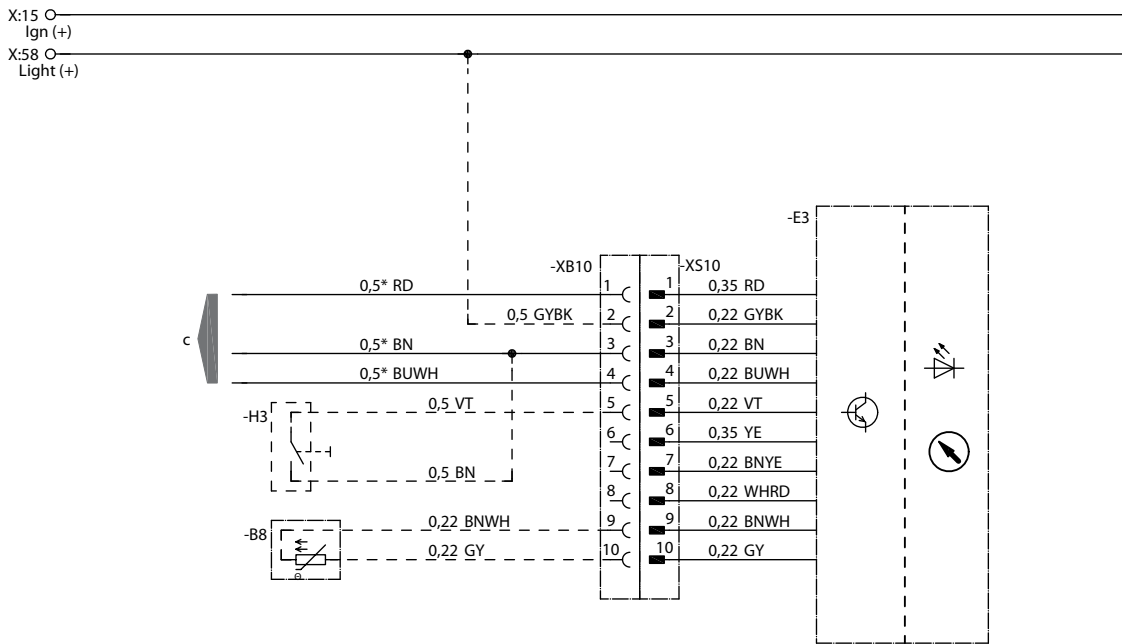 X:15
Ign (+)
X:58
Light (+)
-E3
-XB10 -XS10
0,5* RD 1 1 0,35 RD
0,5 GYBK 2 2 0,22 GYBK
c
0,5* BN 3 3 0,22 BN
0,5* BUWH 4 4 0,22 BUWH
-H3
0,5 VT 5 5 0,22 VT
6 6 0,35 YE
0,5 BN 7 7 0,22 BNYE
8 8 0,22 WHRD
-B8
0,22 BNWH 9 9 0,22 BNWH
0,22 GY 10 10 0,22 GY
Θ